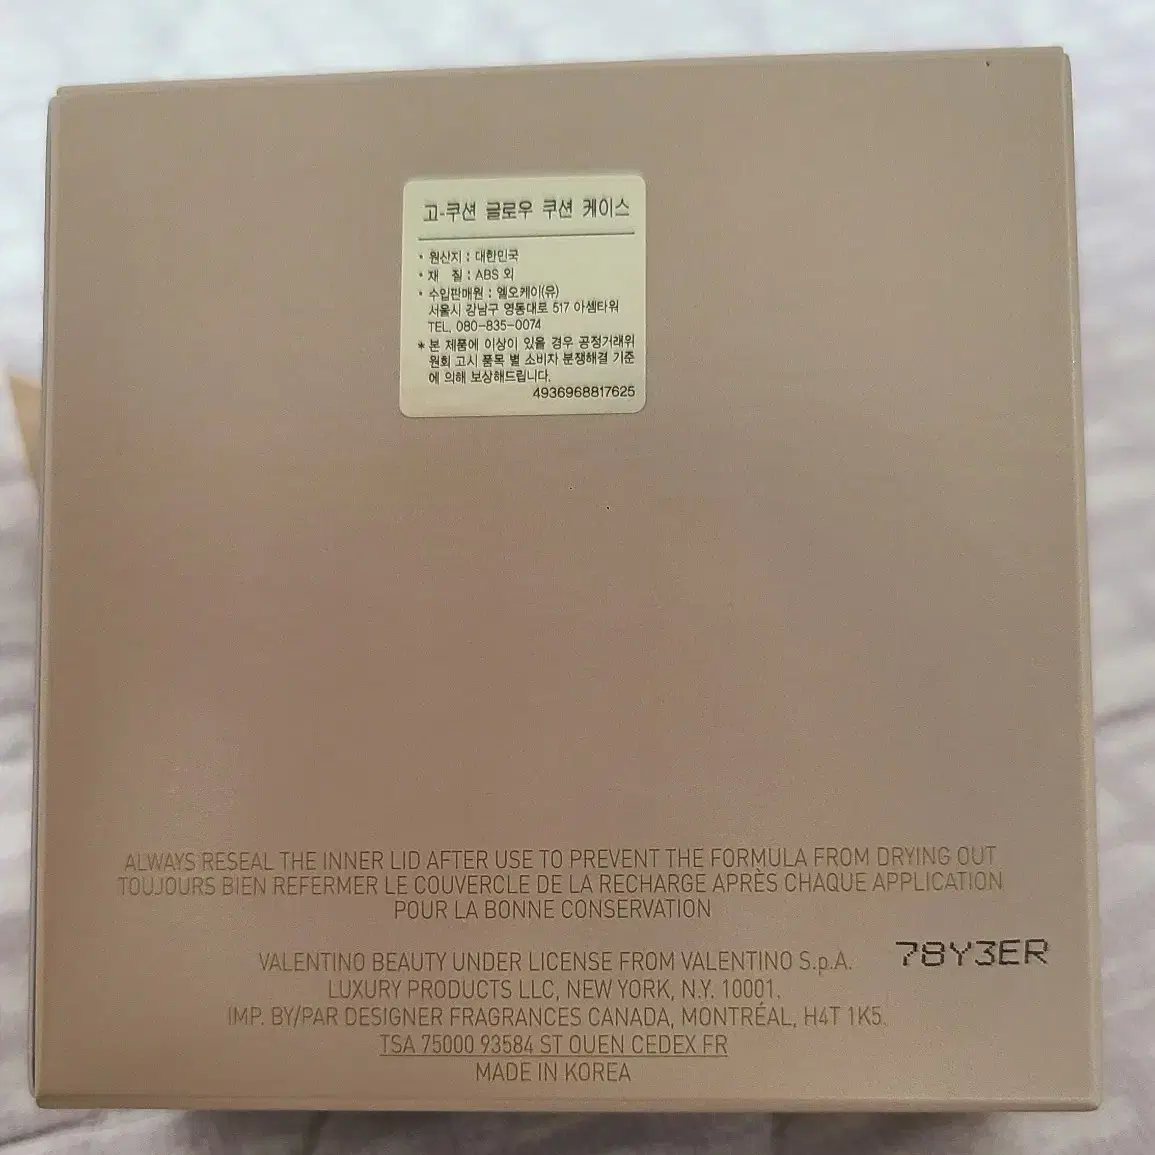 고-쿠션 글로우 쿠션 케이스
• 원산지 : 대한민국
• 재 질 : ABS 외
• 수입판매원 : 엘오케이(유)
서울시 강남구 영동대로 517 아셈타워
TEL. 080-835-0074
* 본 제품에 이상이 있을 경우 공정거래위
원회 고시 품목 별 소비자 분쟁해결 기준
에 의해 보상해드립니다.
4936968817625
ALWAYS RESEAL THE INNER LID AFTER USE TO PREVENT THE FORMULA FROM DRYING OUT
TOUJOURS BIEN REFERMER LE COUVERCLE DE LA RECHARGE APRÈS CHAQUE APPLICATION
POUR LA BONNE CONSERVATION
78Y3ER
VALENTINO BEAUTY UNDER LICENSE FROM VALENTINO S.p.A.
LUXURY PRODUCTS LLC, NEW YORK, N.Y. 10001.
IMP. BY/PAR DESIGNER FRAGRANCES CANADA, MONTRÉAL, H4T 1K5.
TSA 75000 93584 ST OUEN CEDEX FR
MADE IN KOREA